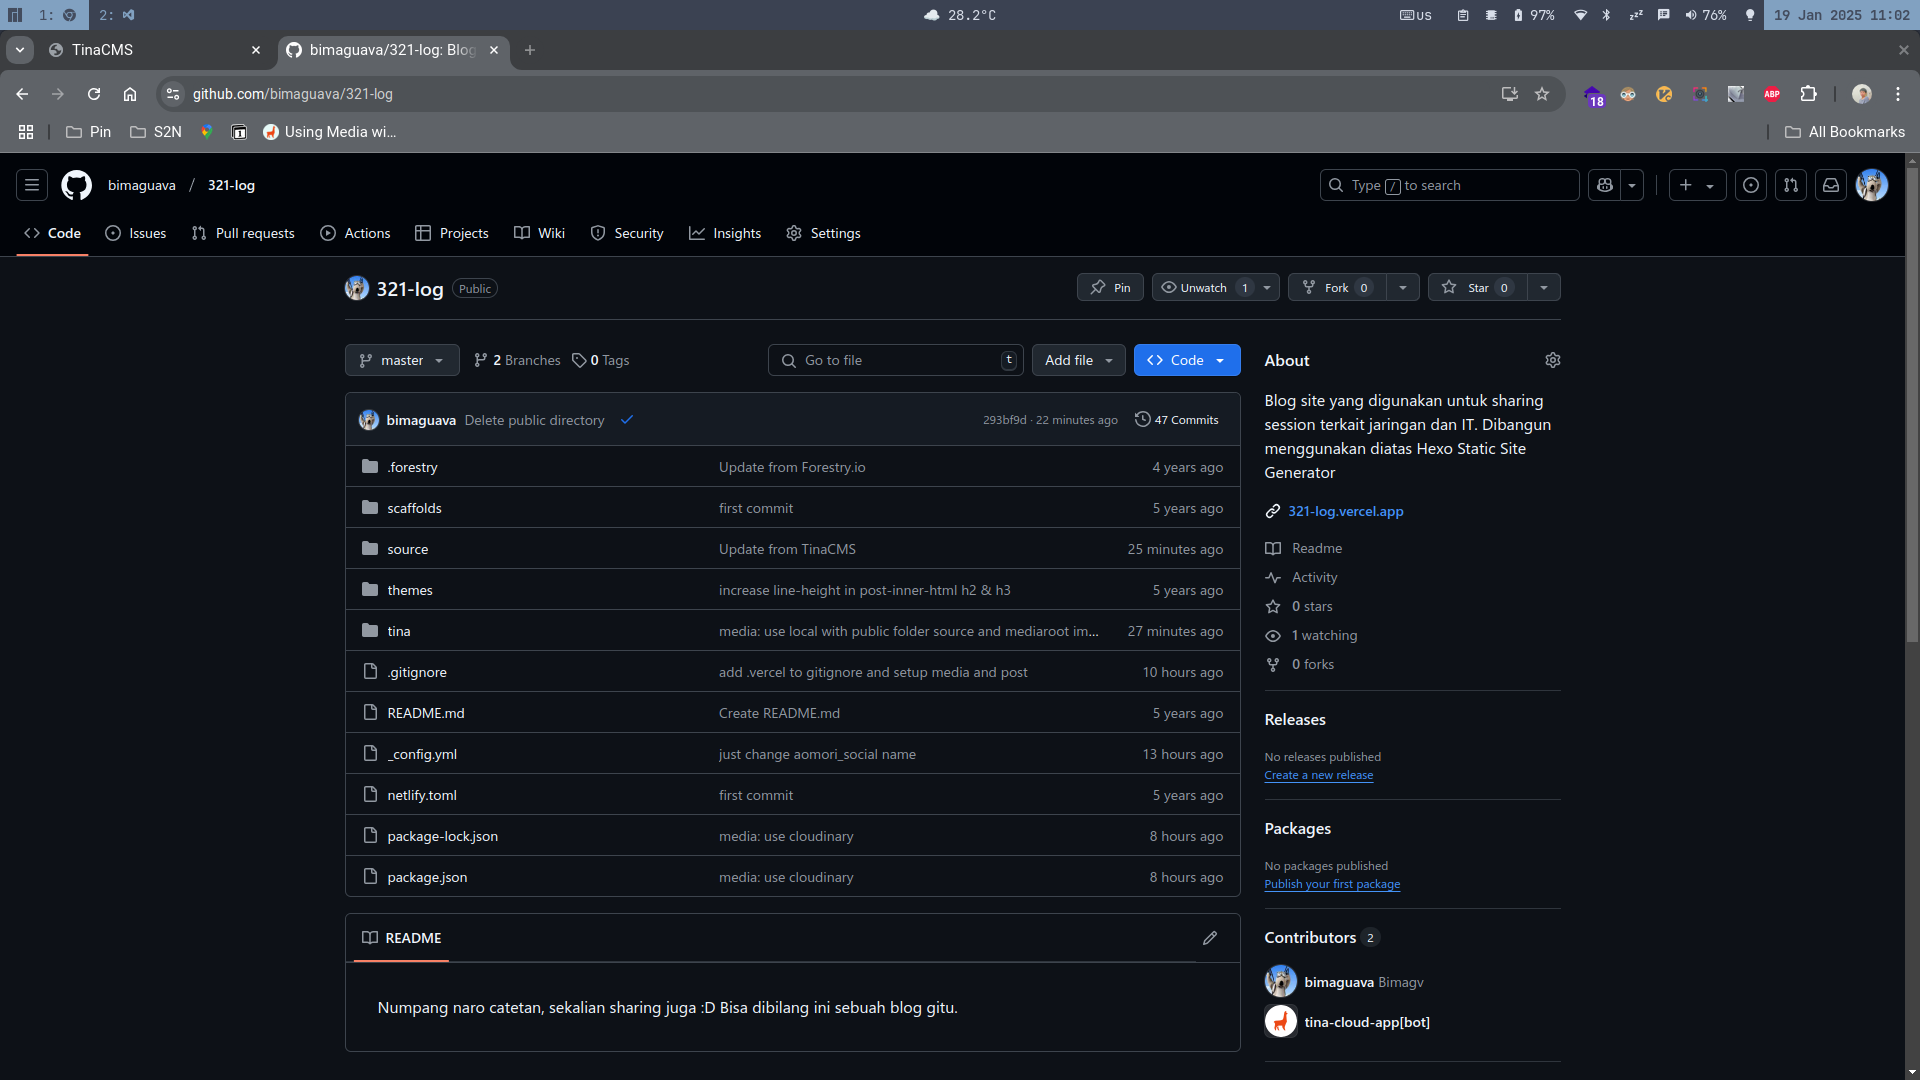 1:
2:
28.2°C
US
97%
76%
19 Jan 2025 11:02
TinaCMS
bimaguava/321-log: Blog
github.com/bimaguava/321-log
18
ABP
Pin
S2N
Using Media wi...
All Bookmarks
bimaguava / 321-log
Type / to search
Code
Issues
Pull requests
Actions
Projects
Wiki
Security
Insights
Settings
321-log
Public
Pin
Unwatch 1
Fork 0
Star 0
master
2 Branches
0 Tags
Go to file
t
Add file
Code
bimaguava Delete public directory
293bf9d · 22 minutes ago
47 Commits
.forestry Update from Forestry.io 4 years ago
scaffolds first commit 5 years ago
source Update from TinaCMS 25 minutes ago
themes increase line-height in post-inner-html h2 & h3 5 years ago
tina media: use local with public folder source and mediaroot im... 27 minutes ago
.gitignore add .vercel to gitignore and setup media and post 10 hours ago
README.md Create README.md 5 years ago
_config.yml just change aomori_social name 13 hours ago
netlify.toml first commit 5 years ago
package-lock.json media: use cloudinary 8 hours ago
package.json media: use cloudinary 8 hours ago
README
Numpang naro catetan, sekalian sharing juga :D Bisa dibilang ini sebuah blog gitu.
About
Blog site yang digunakan untuk sharing
session terkait jaringan dan IT. Dibangun
menggunakan diatas Hexo Static Site
Generator
321-log.vercel.app
Readme
Activity
0 stars
1 watching
0 forks
Releases
No releases published
Create a new release
Packages
No packages published
Publish your first package
Contributors 2
bimaguava Bimagv
tina-cloud-app[bot]